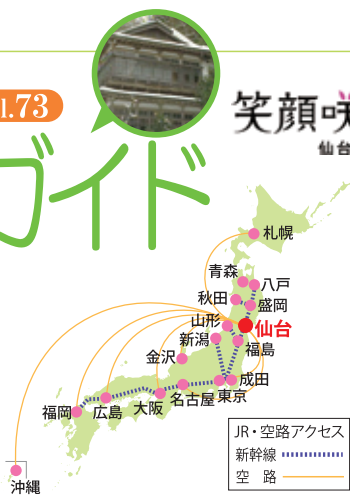 l.73
笑顔咲
仙台
ガイド
札幌
青森
八戸
秋田
盛岡
山形
仙台
新潟
福島
金沢
成田
東京
名古屋
大阪
広島
福岡
沖縄
JR・空路アクセス
新幹線
空 路